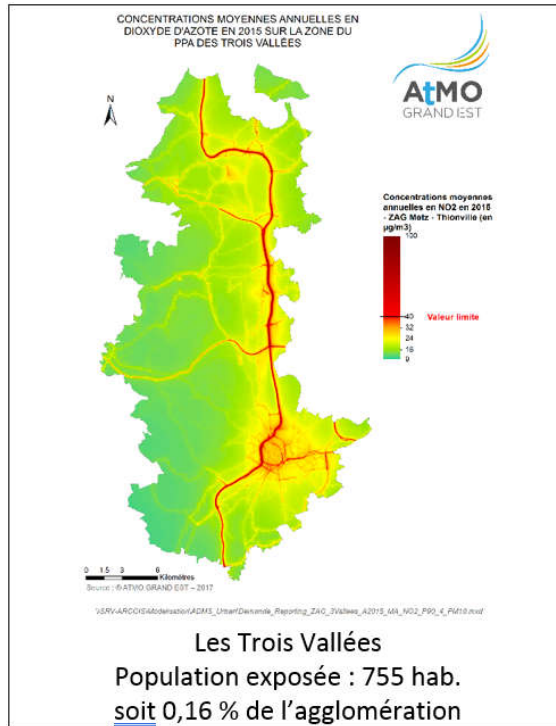 CONCENTRATIONS MOYENNES ANNUELLES EN
DIOXYDE D'AZOTE EN 2015 SUR LA ZONE DU
PPA DES TROIS VALLÉES
N
AtMO
GRAND EST
Concentrations moyennes
annuelles en NO2 en 2015
- ZAG Metz - Thionville (en
µg/m3)
100
40 Valeur limite
32
24
16
0
0 1,5 3 6
Kilomètres
Source : © ATMO GRAND EST – 2017
Les Trois Vallées
Population exposée : 755 hab.
soit 0,16 % de l'agglomération